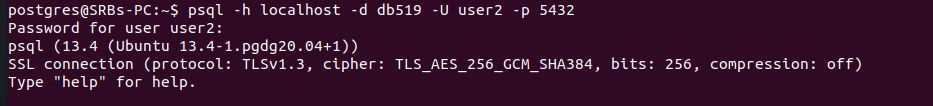 postgres@SRBs-PC:~$ psql -h localhost -d db519 -U user2 -p 5432
Password for user user2:
psql (13.4 (Ubuntu 13.4-1.pgdg20.04+1))
SSL connection (protocol: TLSv1.3, cipher: TLS_AES_256_GCM_SHA384, bits: 256, compression: off)
Type "help" for help.